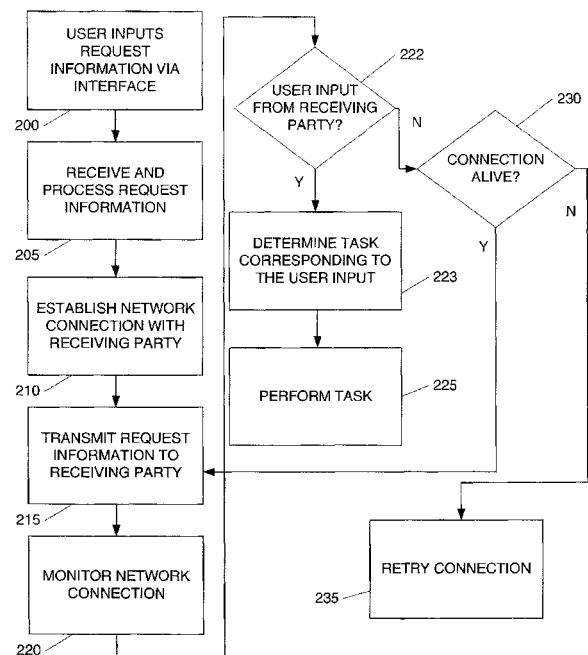 USER INPUTS
REQUEST
INFORMATION VIA
INTERFACE
200
RECEIVE AND
PROCESS REQUEST
INFORMATION
205
ESTABLISH NETWORK
CONNECTION WITH
RECEIVING PARTY
210
TRANSMIT REQUEST
INFORMATION TO
RECEIVING PARTY
215
MONITOR NETWORK
CONNECTION
220
222
USER INPUT
FROM RECEIVING
PARTY?
N
Y
DETERMINE TASK
CORRESPONDING TO
THE USER INPUT
223
PERFORM TASK
225
230
CONNECTION
ALIVE?
N
Y
RETRY CONNECTION
235